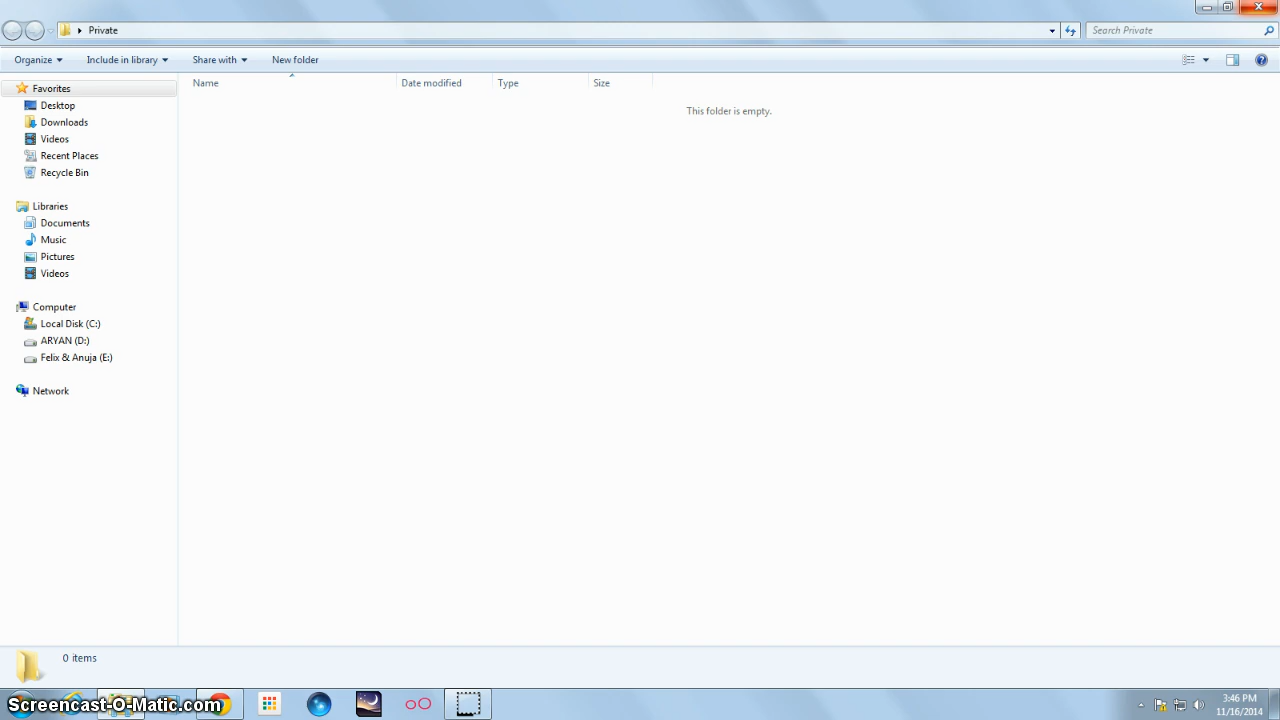 Private
Search Private
Organize
Include in library
Share with
New folder
Name
Date modified
Type
Size
This folder is empty.
Favorites
Desktop
Downloads
Videos
Recent Places
Recycle Bin
Libraries
Documents
Music
Pictures
Videos
Computer
Local Disk (C:)
ARYAN (D:)
Felix & Anuja (E:)
Network
0 items
Screencast-O-Matic.com
3:46 PM
11/16/2014